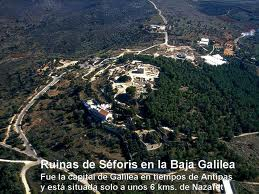 Ruinas de Séforis en la Baja Galilea
Fue la capital de Galilea en tiempos de Antipas
y está situada solo a unos 6 kms. de Nazaret